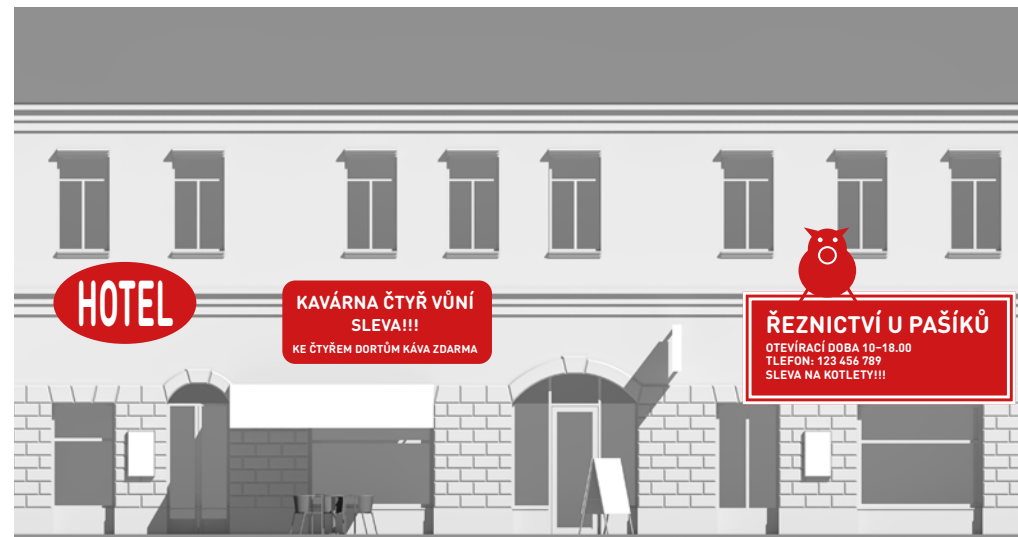 HOTEL
KAVÁRNA ČTYŘ VŮNÍ
SLEVA!!!
KE ČTYŘEM DORTŮM KÁVA ZDARMA
ŘEZNICTVÍ U PAŠÍKŮ
OTEVÍRACÍ DOBA 10–18.00
TLEFON: 123 456 789
SLEVA NA KOTLETY!!!